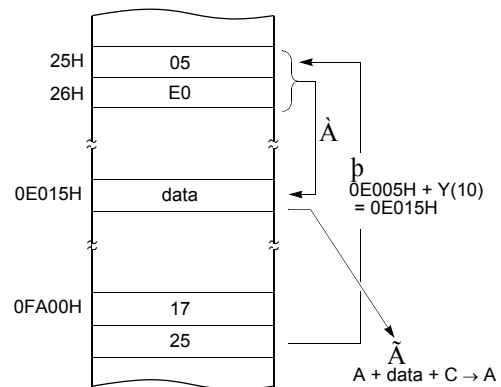 25H 05
26H E0
À
þ
0E005H + Y(10)
= 0E015H
0E015H data
0FA00H 17
25
Ã
A + data + C → A